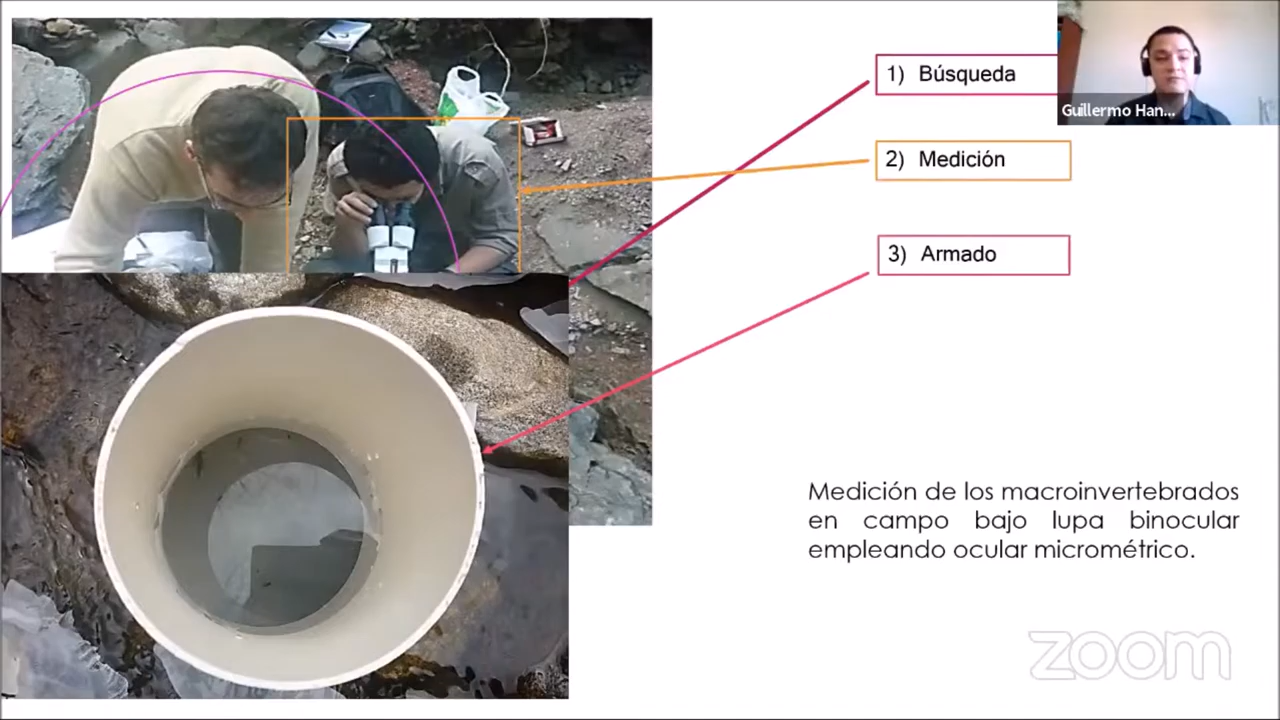 1) Búsqueda
Guillermo Han...
2) Medición
3) Armado
Medición de los macroinvertebrados
en campo bajo lupa binocular
empleando ocular micrométrico.
zoom